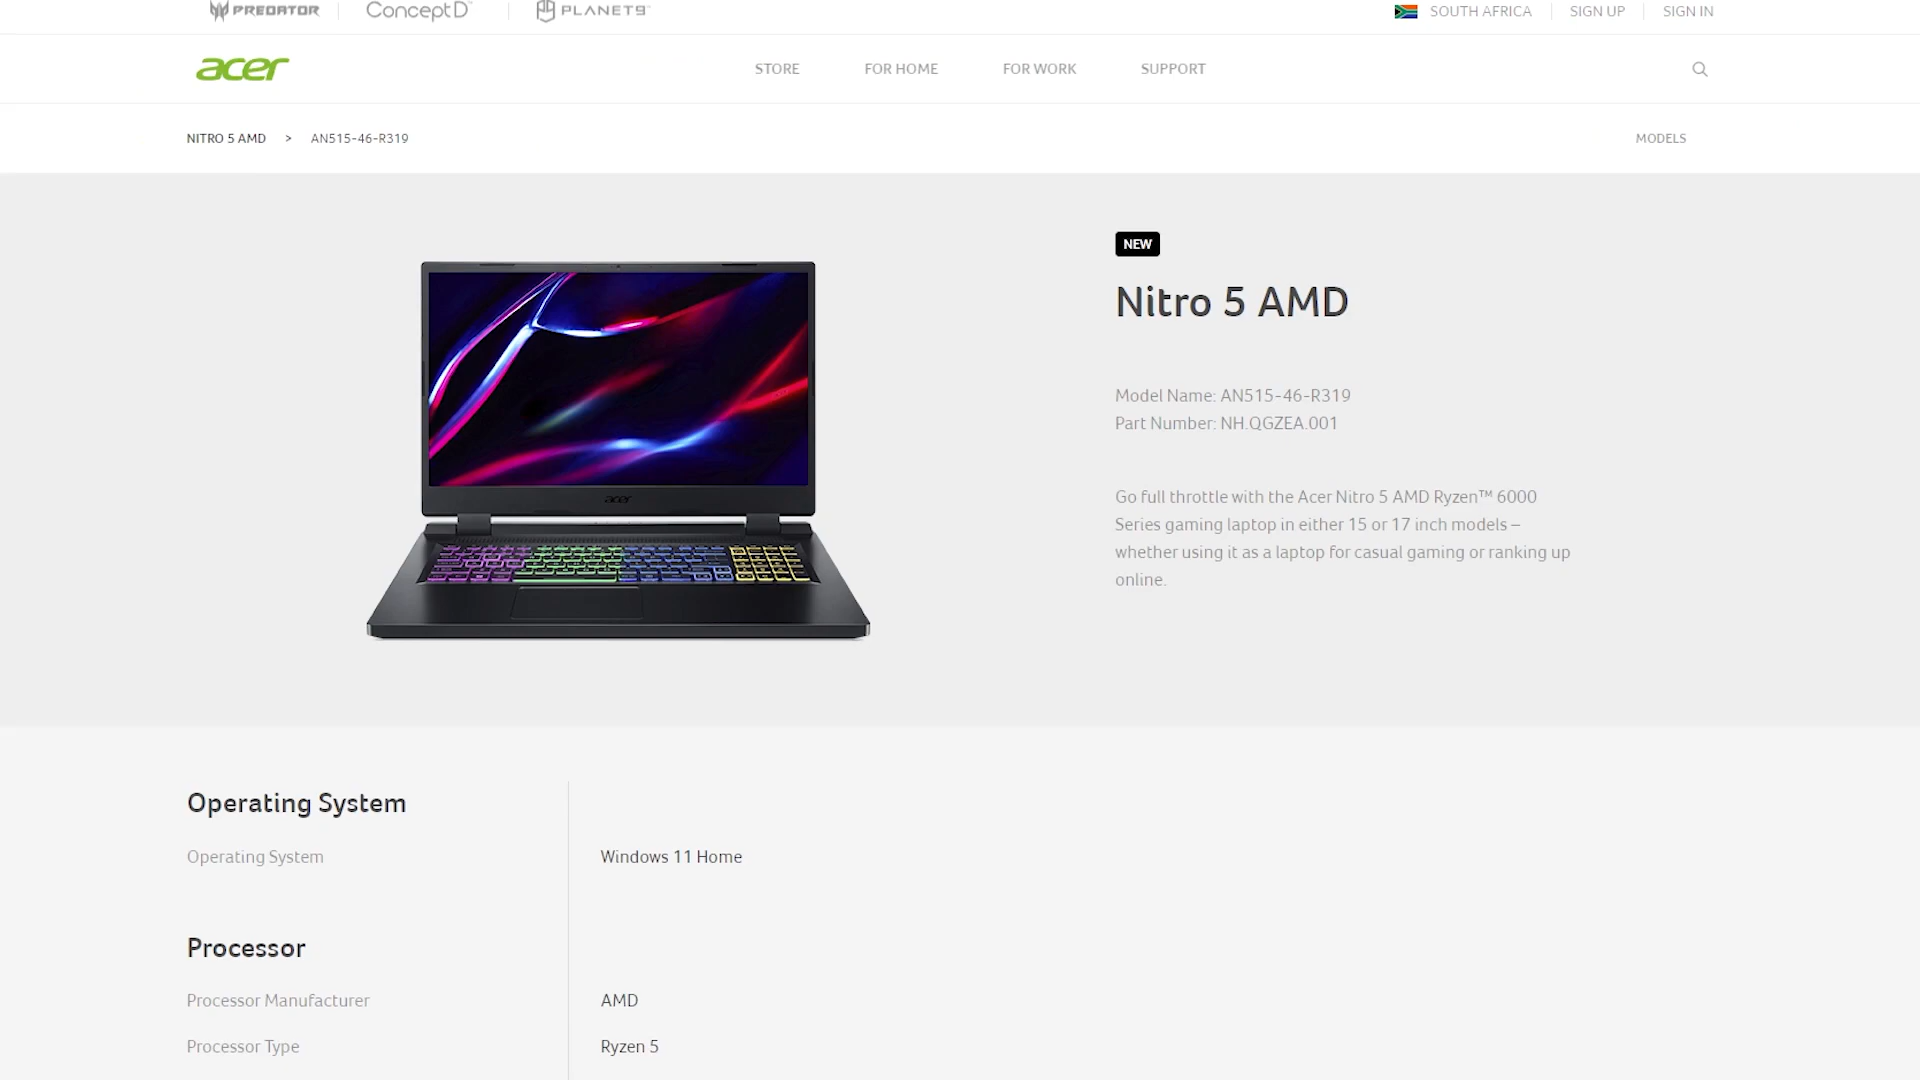 PREDATOR
ConceptD
PLANET9
SOUTH AFRICA
SIGN UP
SIGN IN
acer
STORE
FOR HOME
FOR WORK
SUPPORT
NITRO 5 AMD > AN515-46-R319
MODELS
acer
NEW
Nitro 5 AMD
Model Name: AN515-46-R319
Part Number: NH.QGZEA.001
Go full throttle with the Acer Nitro 5 AMD Ryzen™ 6000
Series gaming laptop in either 15 or 17 inch models –
whether using it as a laptop for casual gaming or ranking up
online.
Operating System
Operating System
Windows 11 Home
Processor
Processor Manufacturer
AMD
Processor Type
Ryzen 5